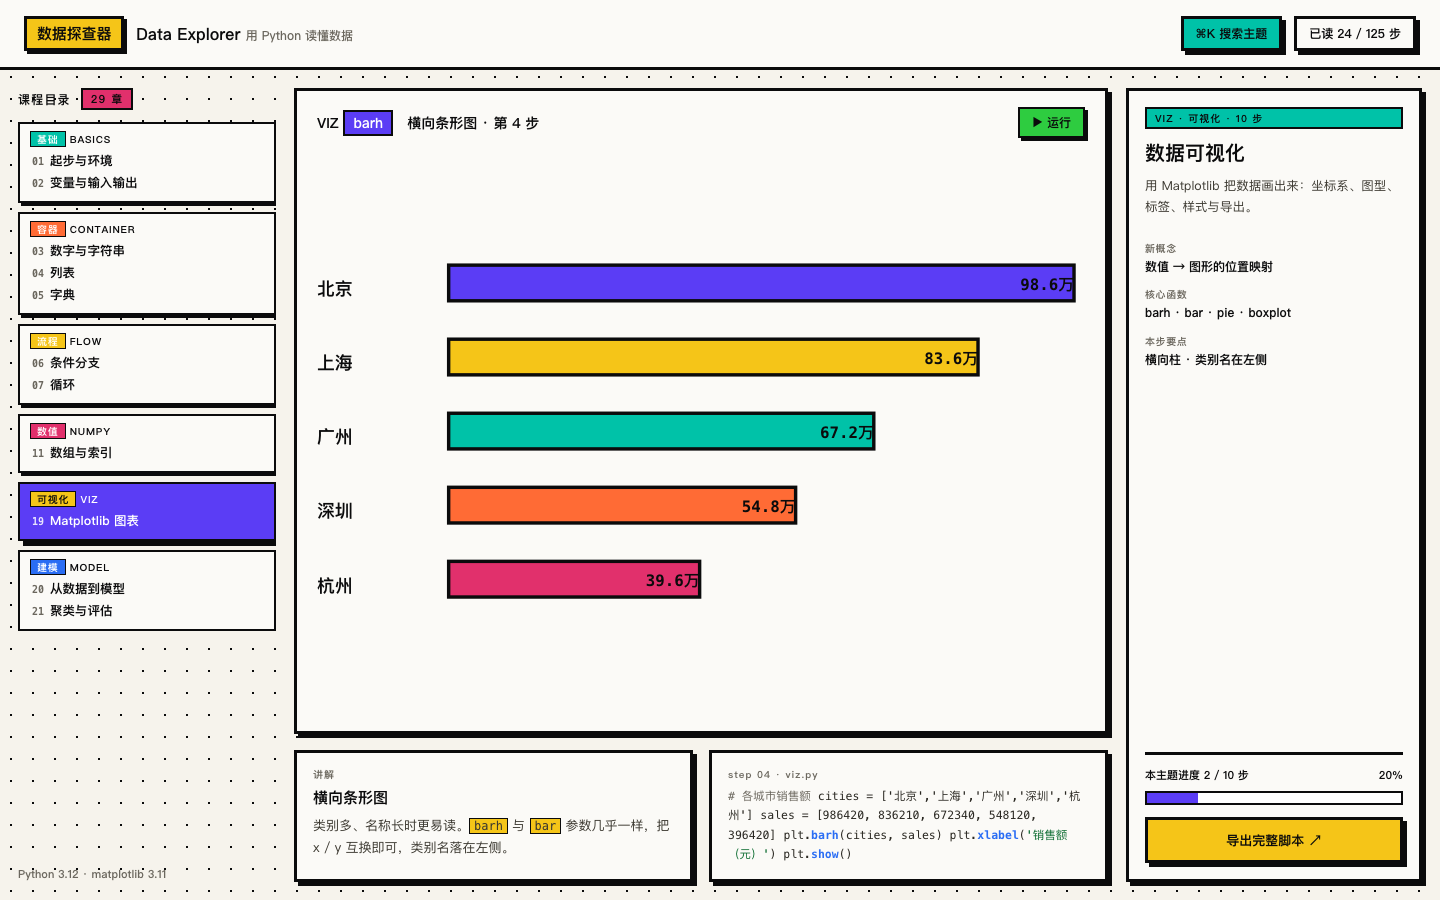 数据探查器 Data Explorer 用 Python 读懂数据
⌘K 搜索主题
已读 24 / 125 步
课程目录 29 章
基础 BASICS
01 起步与环境
02 变量与输入输出
容器 CONTAINER
03 数字与字符串
04 列表
05 字典
流程 FLOW
06 条件分支
07 循环
数值 NUMPY
11 数组与索引
可视化 VIZ
19 Matplotlib 图表
建模 MODEL
20 从数据到模型
21 聚类与评估
Python 3.12 · matplotlib 3.11
VIZ barh 横向条形图 · 第 4 步
▶ 运行
北京 98.6万
上海 83.6万
广州 67.2万
深圳 54.8万
杭州 39.6万
讲解
横向条形图
类别多、名称长时更易读。barh 与 bar 参数几乎一样，把
x / y 互换即可，类别名落在左侧。
step 04 · viz.py
# 各城市销售额 cities = ['北京','上海','广州','深圳','杭
州'] sales = [986420, 836210, 672340, 548120,
396420] plt.barh(cities, sales) plt.xlabel('销售额
（元）') plt.show()
VIZ · 可视化 · 10 步
数据可视化
用 Matplotlib 把数据画出来：坐标系、图型、
标签、样式与导出。
新概念
数值 → 图形的位置映射
核心函数
barh · bar · pie · boxplot
本步要点
横向柱 · 类别名在左侧
本主题进度 2 / 10 步 20%
导出完整脚本 ↗